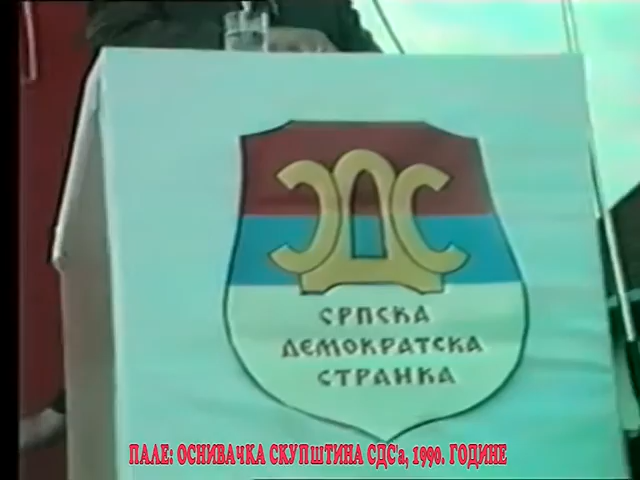 СДС
СРПСКА
ДЕМОКРАТСКА
СТРАНКА
ПАЛЕ: ОСНИВАЧКА СКУПШТИНА СДС'а, 1990. ГОДИНЕ